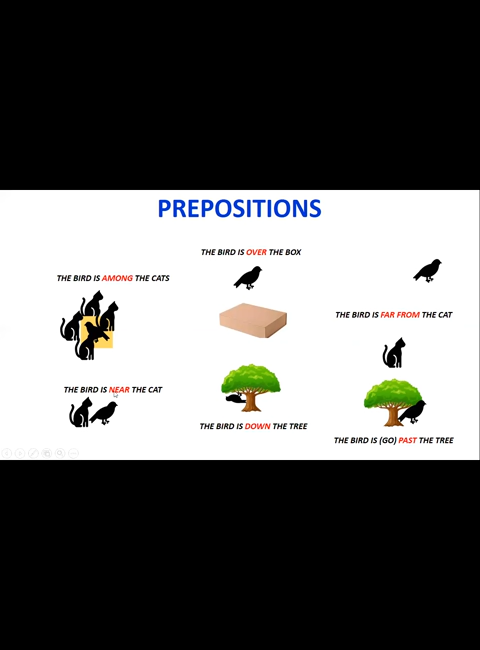 PREPOSITIONS
THE BIRD IS OVER THE BOX
THE BIRD IS AMONG THE CATS
THE BIRD IS FAR FROM THE CAT
THE BIRD IS NEAR THE CAT
THE BIRD IS DOWN THE TREE
THE BIRD IS (GO) PAST THE TREE